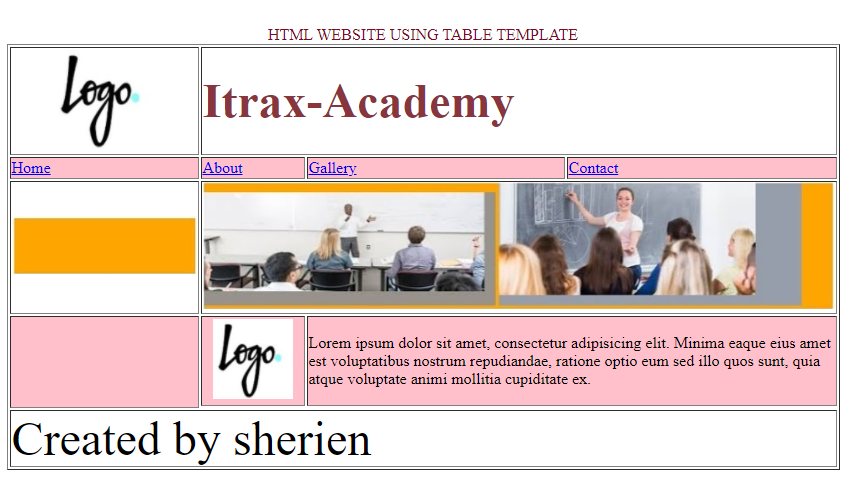 HTML WEBSITE USING TABLE TEMPLATE
Logo.
Itrax-Academy
Home About Gallery Contact
Logo.
Lorem ipsum dolor sit amet, consectetur adipisicing elit. Minima eaque eius amet
est voluptatibus nostrum repudiandae, ratione optio eum sed illo quos sunt, quia
atque voluptate animi mollitia cupiditate ex.
Created by sherien